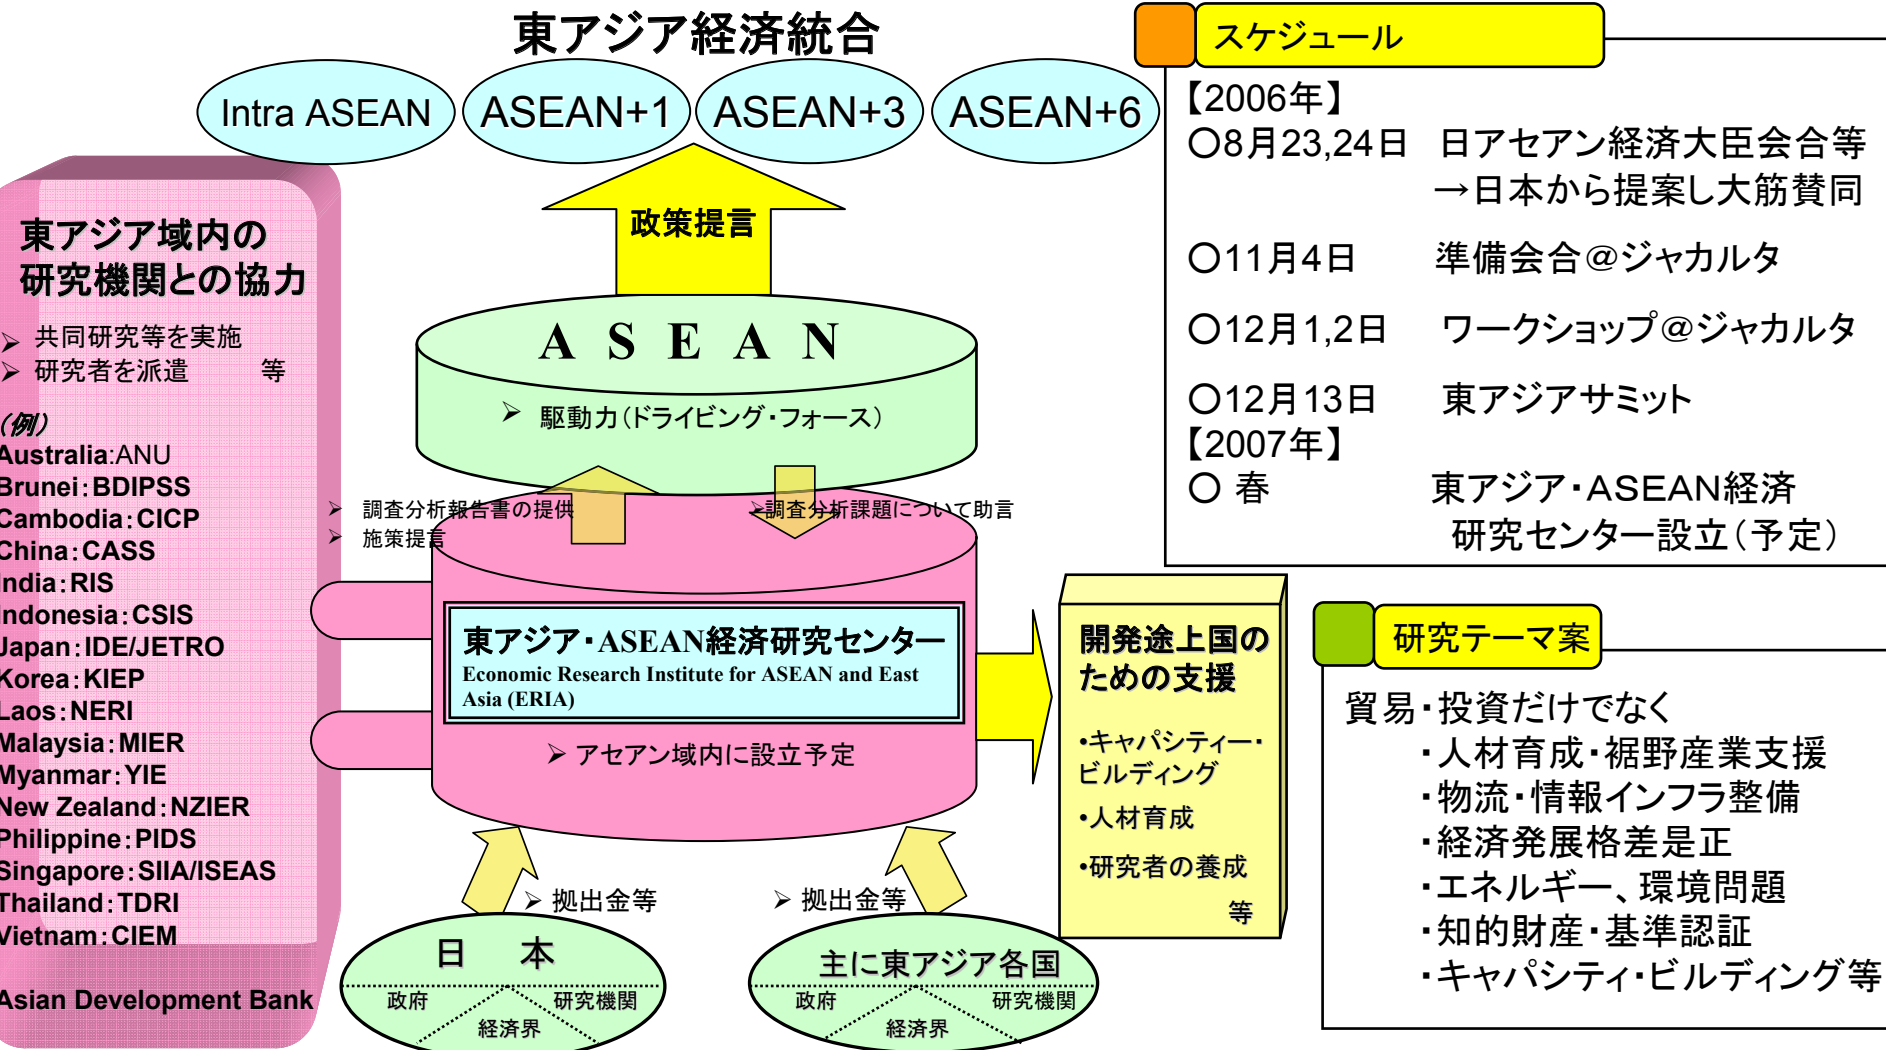 東アジア経済統合
Intra ASEAN
ASEAN+1
ASEAN+3
ASEAN+6
政策提言
東アジア域内の
研究機関との協力
➢ 共同研究等を実施
➢ 研究者を派遣　　等
（例）
Australia:ANU
Brunei：BDIPSS
Cambodia：CICP
China：CASS
India：RIS
Indonesia：CSIS
Japan：IDE/JETRO
Korea：KIEP
Laos：NERI
Malaysia：MIER
Myanmar：YIE
New Zealand：NZIER
Philippine：PIDS
Singapore：SIIA/ISEAS
Thailand：TDRI
Vietnam：CIEM
Asian Development Bank
A S E A N
➢ 駆動力（ドライビング・フォース）
➢ 調査分析報告書の提供
➢ 施策提言
➢調査分析課題について助言
東アジア・ASEAN経済研究センター
Economic Research Institute for ASEAN and East
Asia (ERIA)
➢ アセアン域内に設立予定
➢ 拠出金等
➢ 拠出金等
日　本
政府
研究機関
経済界
主に東アジア各国
政府
研究機関
経済界
開発途上国の
ための支援
•キャパシティー・
ビルディング
•人材育成
•研究者の養成
等
スケジュール
【2006年】
○8月23,24日　日アセアン経済大臣会合等
→日本から提案し大筋賛同
○11月4日　準備会合＠ジャカルタ
○12月1,2日　ワークショップ＠ジャカルタ
○12月13日　東アジアサミット
【2007年】
○ 春　東アジア・ＡＳＥＡＮ経済
研究センター設立（予定）
研究テーマ案
貿易・投資だけでなく
・人材育成・裾野産業支援
・物流・情報インフラ整備
・経済発展格差是正
・エネルギー、環境問題
・知的財産・基準認証
・キャパシティ・ビルディング等